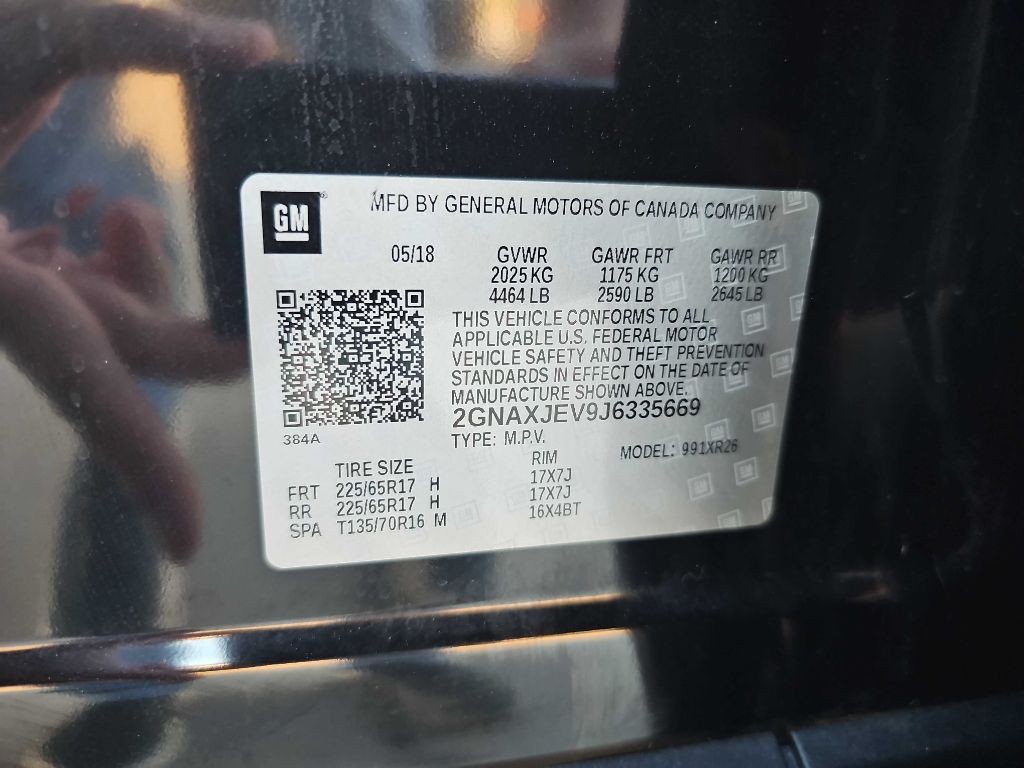 GM
MFD BY GENERAL MOTORS OF CANADA COMPANY
05/18 GVWR GAWR FRT GAWR RR
2025 KG 1175 KG 1200 KG
4464 LB 2590 LB 2645 LB
THIS VEHICLE CONFORMS TO ALL
APPLICABLE U.S. FEDERAL MOTOR
VEHICLE SAFETY AND THEFT PREVENTION
STANDARDS IN EFFECT ON THE DATE OF
MANUFACTURE SHOWN ABOVE.
2GNAXJEV9J6335669
384A
TYPE: M.P.V. MODEL: 991XR26
TIRE SIZE RIM
FRT 225/65R17 H 17X7J
RR 225/65R17 H 17X7J
SPA T135/70R16 M 16X4BT